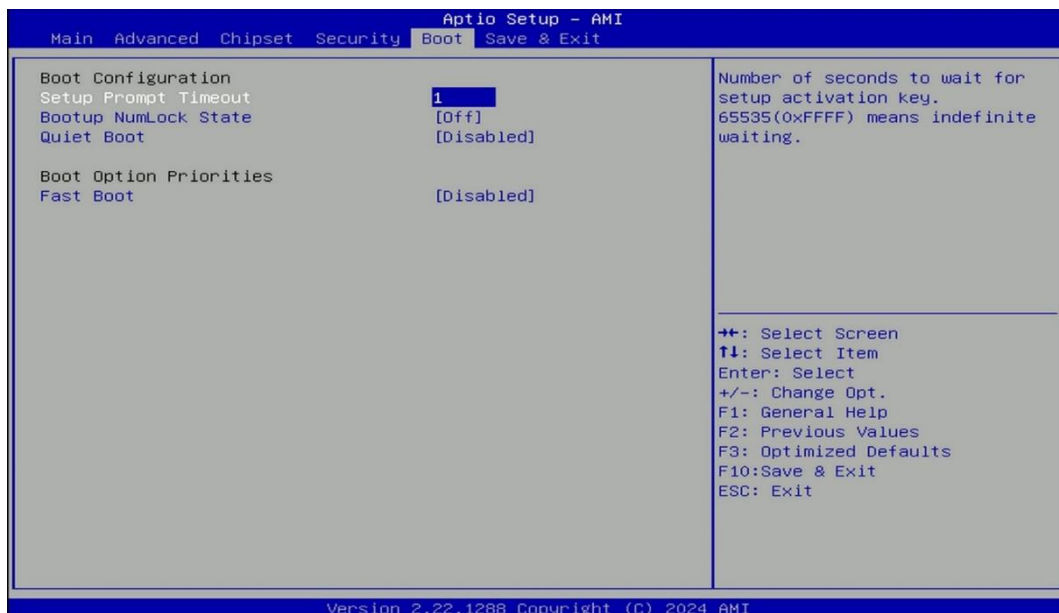 Aptio Setup – AMI
Main Advanced Chipset Security Boot Save & Exit
Boot Configuration
Setup Prompt Timeout 1
Bootup NumLock State [Off]
Quiet Boot [Disabled]
Boot Option Priorities
Fast Boot [Disabled]
Number of seconds to wait for
setup activation key.
65535(0xFFFF) means indefinite
waiting.
→←: Select Screen
↑↓: Select Item
Enter: Select
+/-: Change Opt.
F1: General Help
F2: Previous Values
F3: Optimized Defaults
F10:Save & Exit
ESC: Exit
Version 2.22.1288 Copyright (C) 2024 AMI